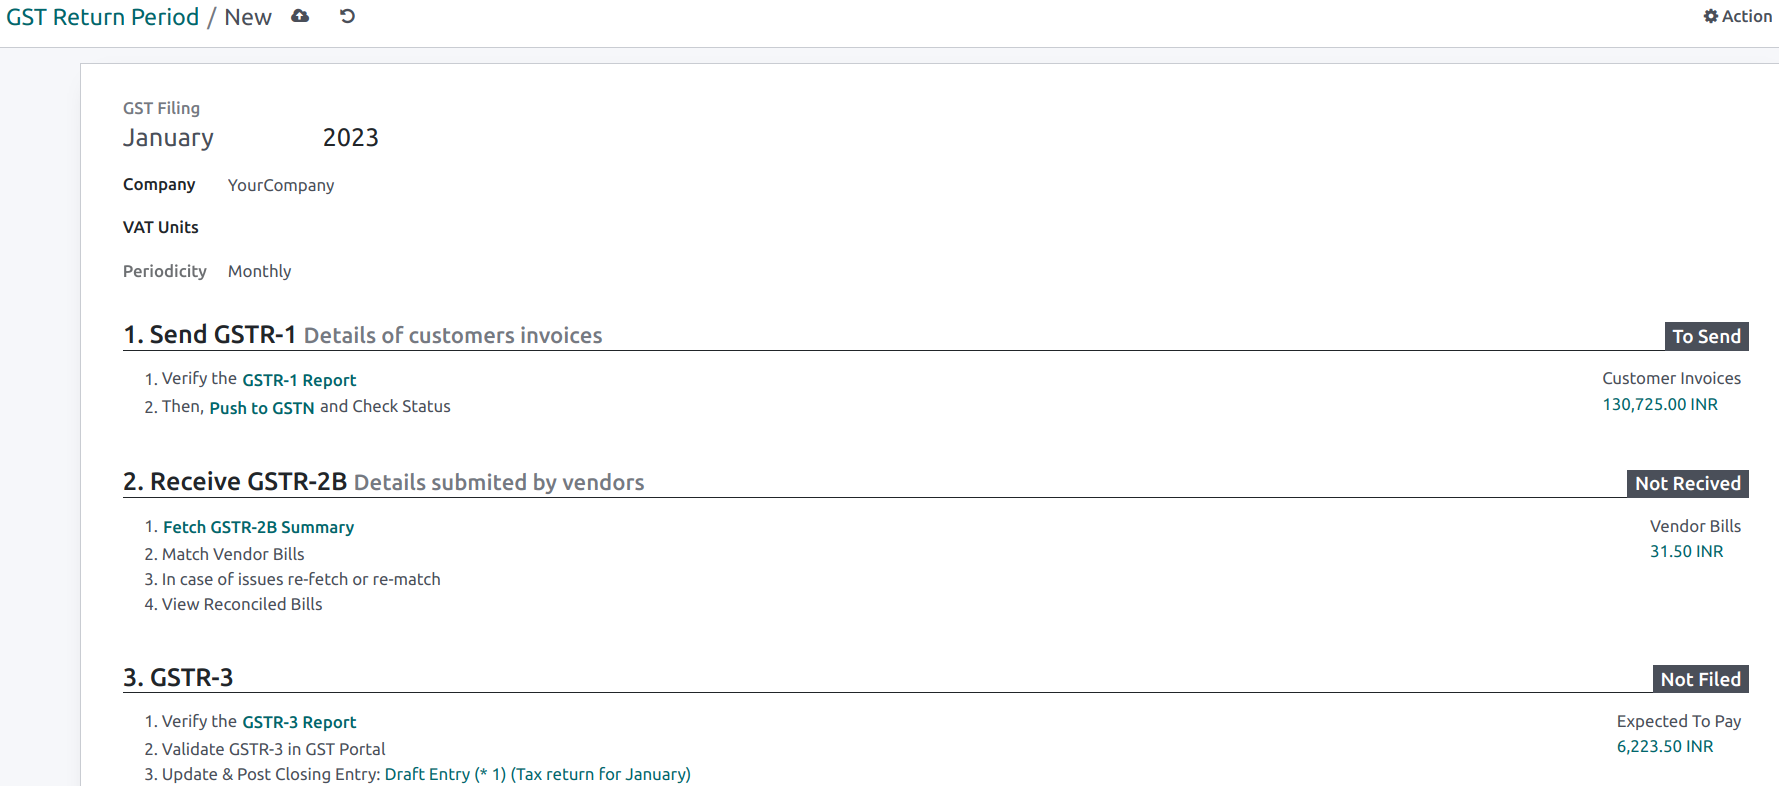 GST Return Period / New
Action
GST Filing
January 2023
Company YourCompany
VAT Units
Periodicity Monthly
1. Send GSTR-1 Details of customers invoices
To Send
1. Verify the GSTR-1 Report
Customer Invoices
2. Then, Push to GSTN and Check Status
130,725.00 INR
2. Receive GSTR-2B Details submited by vendors
Not Recived
1. Fetch GSTR-2B Summary
Vendor Bills
2. Match Vendor Bills
31.50 INR
3. In case of issues re-fetch or re-match
4. View Reconciled Bills
3. GSTR-3
Not Filed
1. Verify the GSTR-3 Report
Expected To Pay
2. Validate GSTR-3 in GST Portal
6,223.50 INR
3. Update & Post Closing Entry: Draft Entry (* 1) (Tax return for January)